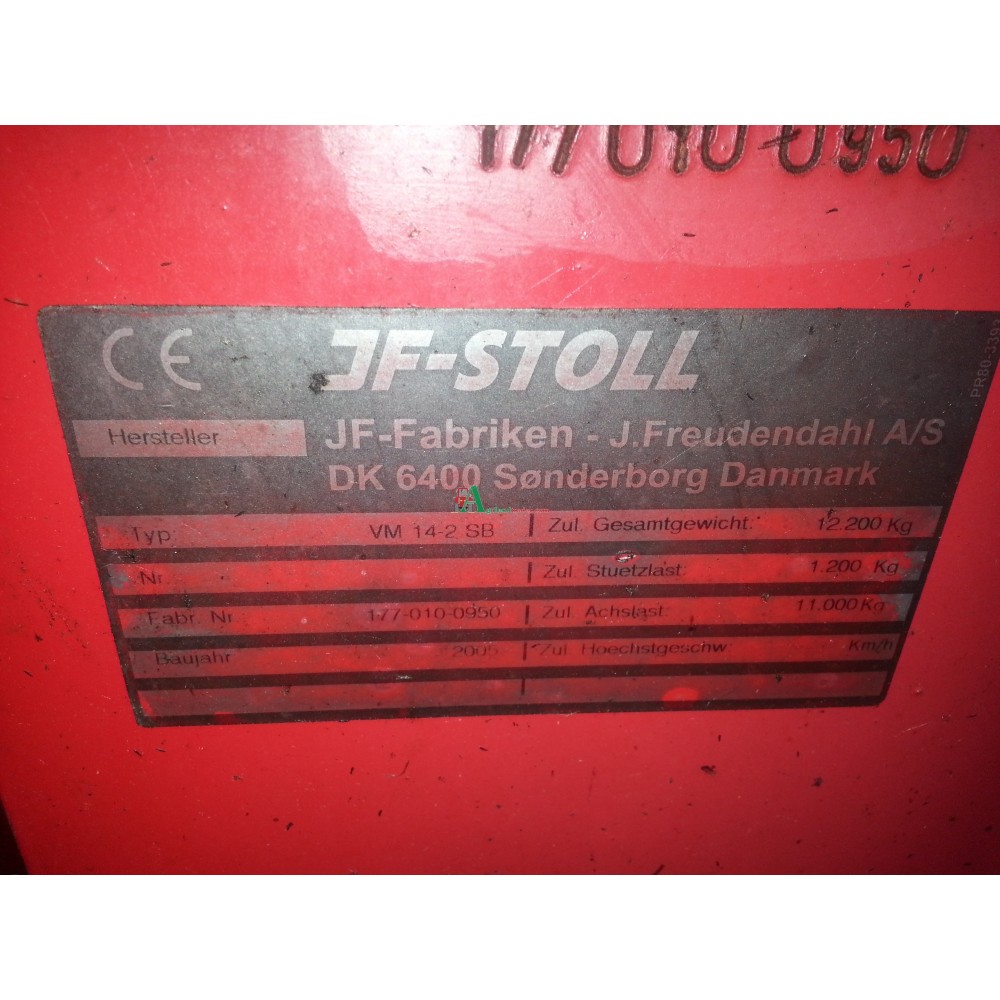 177 010-0950
CE JF-STOLL
Hersteller JF-Fabriken - J.Freudendahl A/S
DK 6400 Sønderborg Danmark
Typ VM 14-2 SB Zul. Gesamtgewicht: 12.200 Kg
Nr. Zul. Stuetzlast: 1.200 Kg
Fabr. Nr 177-010-0950 Zul. Achslast: 11.000 Kg
Baujahr 2005 Zul. Hoechstgeschw: Km/h